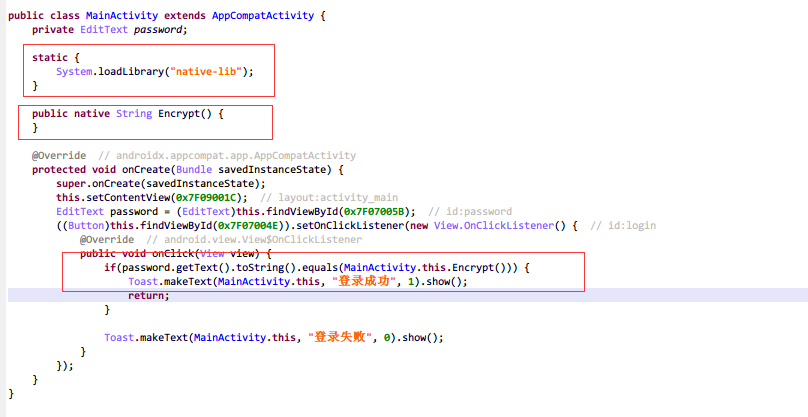 public class MainActivity extends AppCompatActivity {
    private EditText password;
    static {
        System.loadLibrary("native-lib");
    }
    public native String Encrypt() {
    }
    @Override  // androidx.appcompat.app.AppCompatActivity
    protected void onCreate(Bundle savedInstanceState) {
        super.onCreate(savedInstanceState);
        this.setContentView(0x7F09001C);  // layout:activity_main
        EditText password = (EditText)this.findViewById(0x7F07005B);  // id:password
        ((Button)this.findViewById(0x7F07004E)).setOnClickListener(new View.OnClickListener() {  // id:login
            @Override  // android.view.View$OnClickListener
            public void onClick(View view) {
                if(password.getText().toString().equals(MainActivity.this.Encrypt())) {
                    Toast.makeText(MainActivity.this, "登录成功", 1).show();
                    return;
                }
                Toast.makeText(MainActivity.this, "登录失败", 0).show();
            }
        });
    }
}